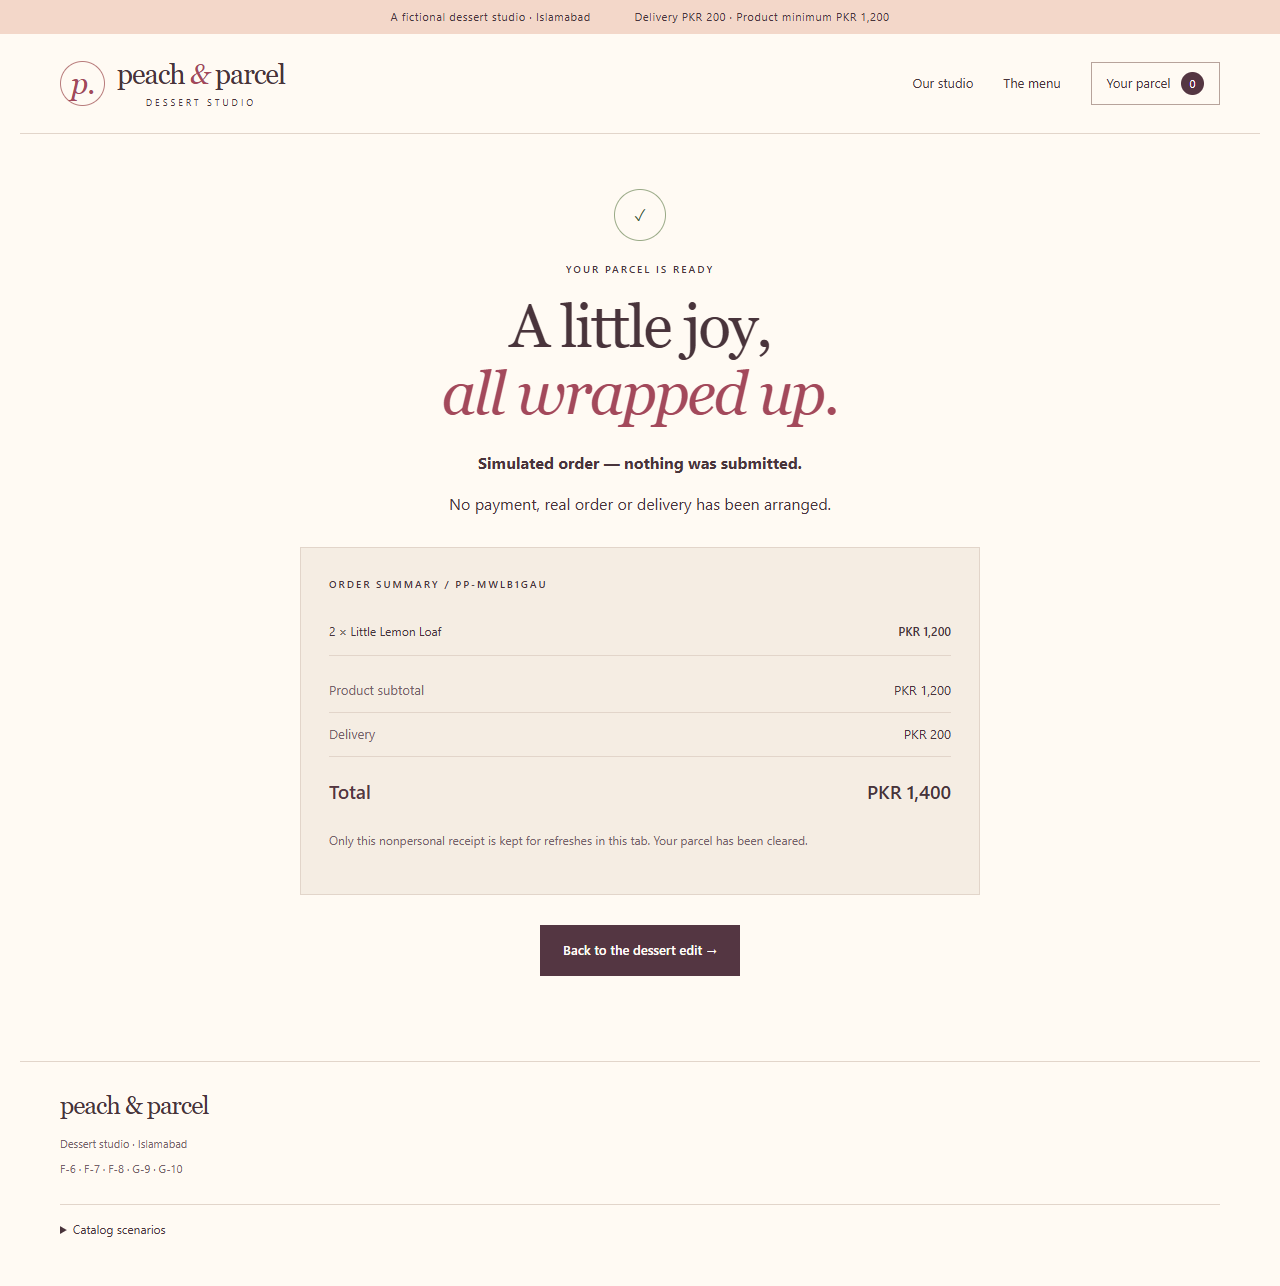 A fictional dessert studio · Islamabad
Delivery PKR 200 · Product minimum PKR 1,200
p.
peach & parcel
DESSERT STUDIO
Our studio
The menu
Your parcel 0
✓
YOUR PARCEL IS READY
A little joy,
all wrapped up.
Simulated order — nothing was submitted.
No payment, real order or delivery has been arranged.
ORDER SUMMARY / PP-MWLB1GAU
2 × Little Lemon Loaf PKR 1,200
Product subtotal PKR 1,200
Delivery PKR 200
Total PKR 1,400
Only this nonpersonal receipt is kept for refreshes in this tab. Your parcel has been cleared.
Back to the dessert edit →
peach & parcel
Dessert studio · Islamabad
F-6 · F-7 · F-8 · G-9 · G-10
▶ Catalog scenarios